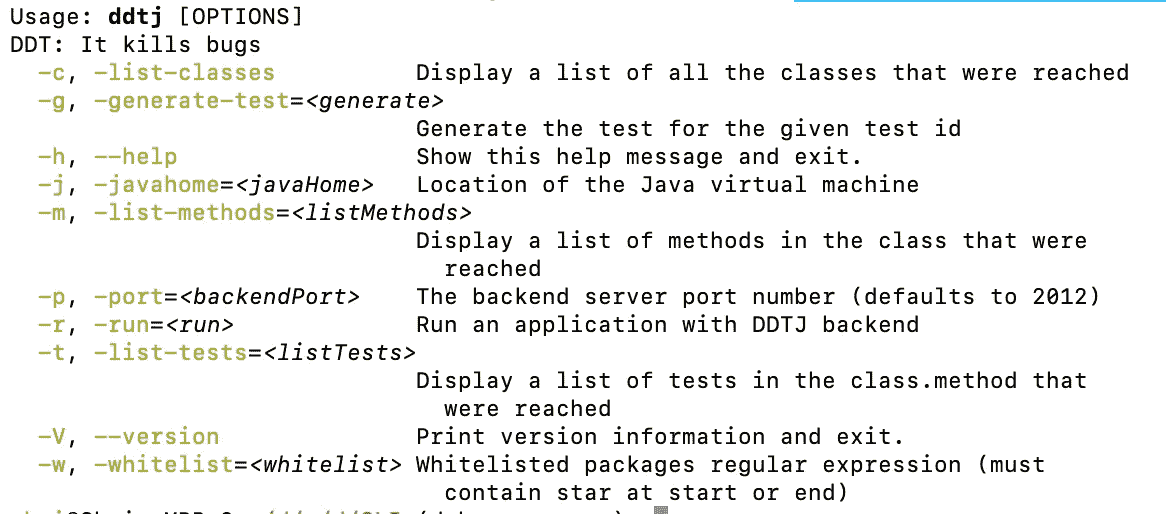 Usage: ddtj [OPTIONS]
DDT: It kills bugs
-c, -list-classes Display a list of all the classes that were reached
-g, -generate-test=<generate>
Generate the test for the given test id
-h, --help Show this help message and exit.
-j, -javahome=<javaHome> Location of the Java virtual machine
-m, -list-methods=<listMethods>
Display a list of methods in the class that were
reached
-p, -port=<backendPort> The backend server port number (defaults to 2012)
-r, -run=<run> Run an application with DDTJ backend
-t, -list-tests=<listTests>
Display a list of tests in the class.method that
were reached
-V, --version Print version information and exit.
-w, -whitelist=<whitelist> Whitelisted packages regular expression (must
contain star at start or end)